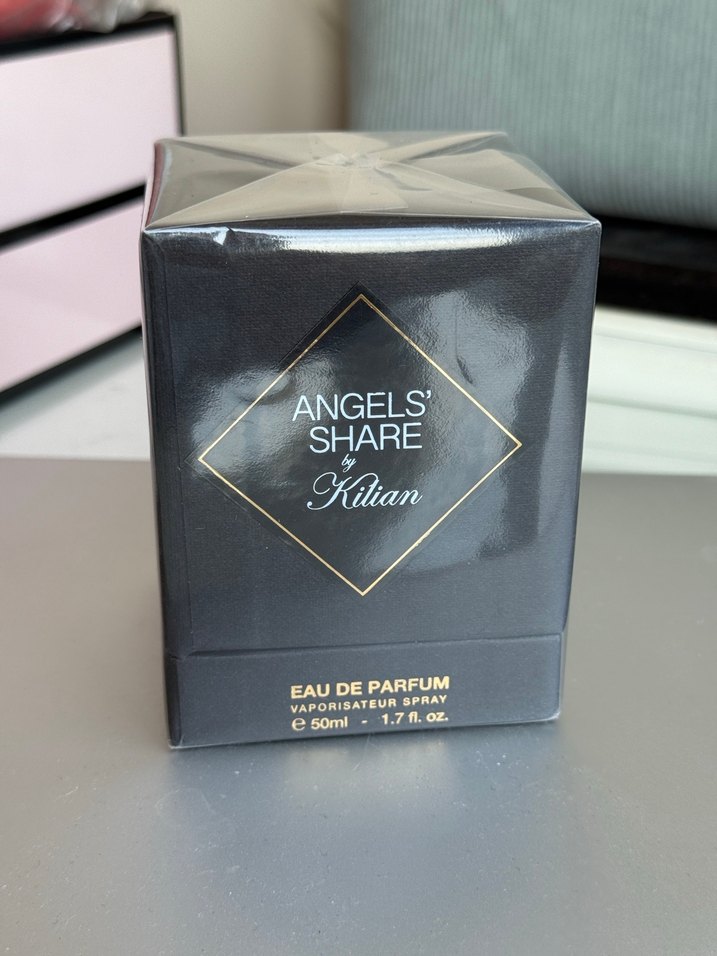 ANGELS'
SHARE
by
Kilian
EAU DE PARFUM
VAPORISATEUR SPRAY
℮ 50ml - 1.7 fl. oz.